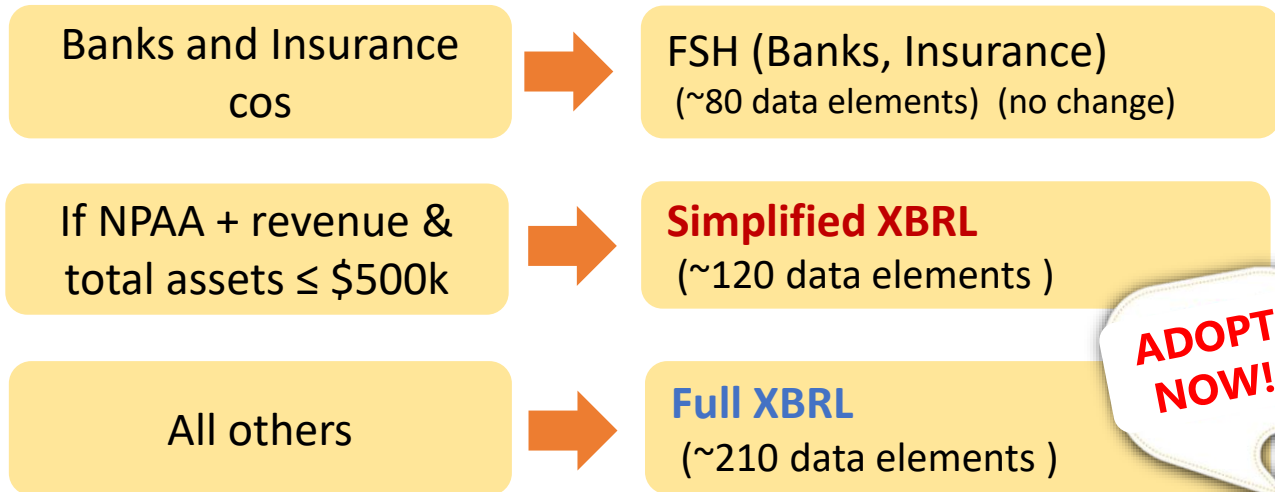 Banks and Insurance
cos
FSH (Banks, Insurance)
(~80 data elements) (no change)
If NPAA + revenue &
total assets ≤ $500k
Simplified XBRL
(~120 data elements )
ADOPT
NOW!
All others
Full XBRL
(~210 data elements )